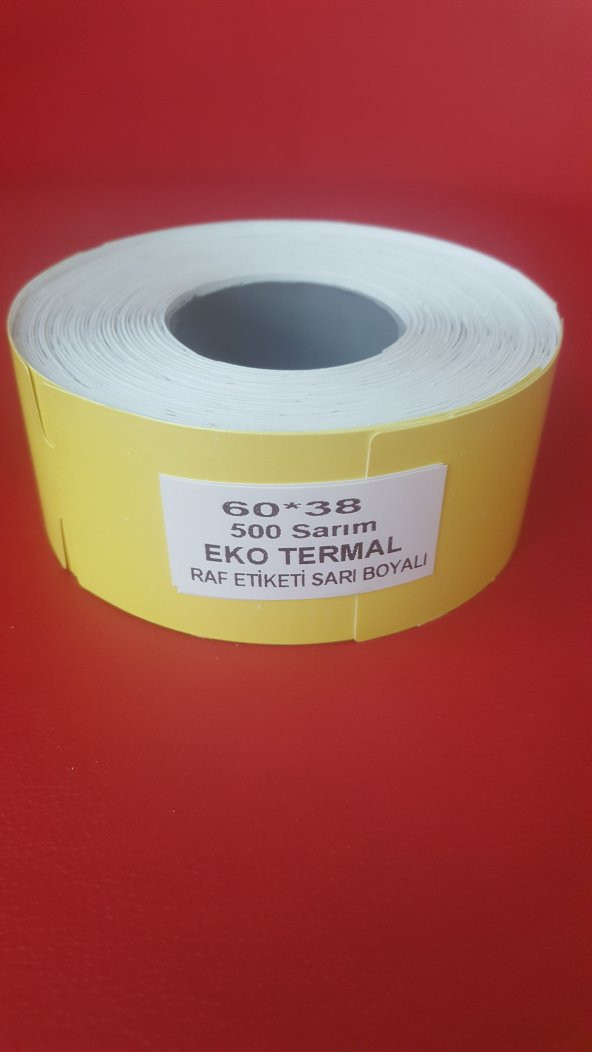 60*38
500 Sarım
EKO TERMAL
RAF ETİKETİ SARI BOYALI